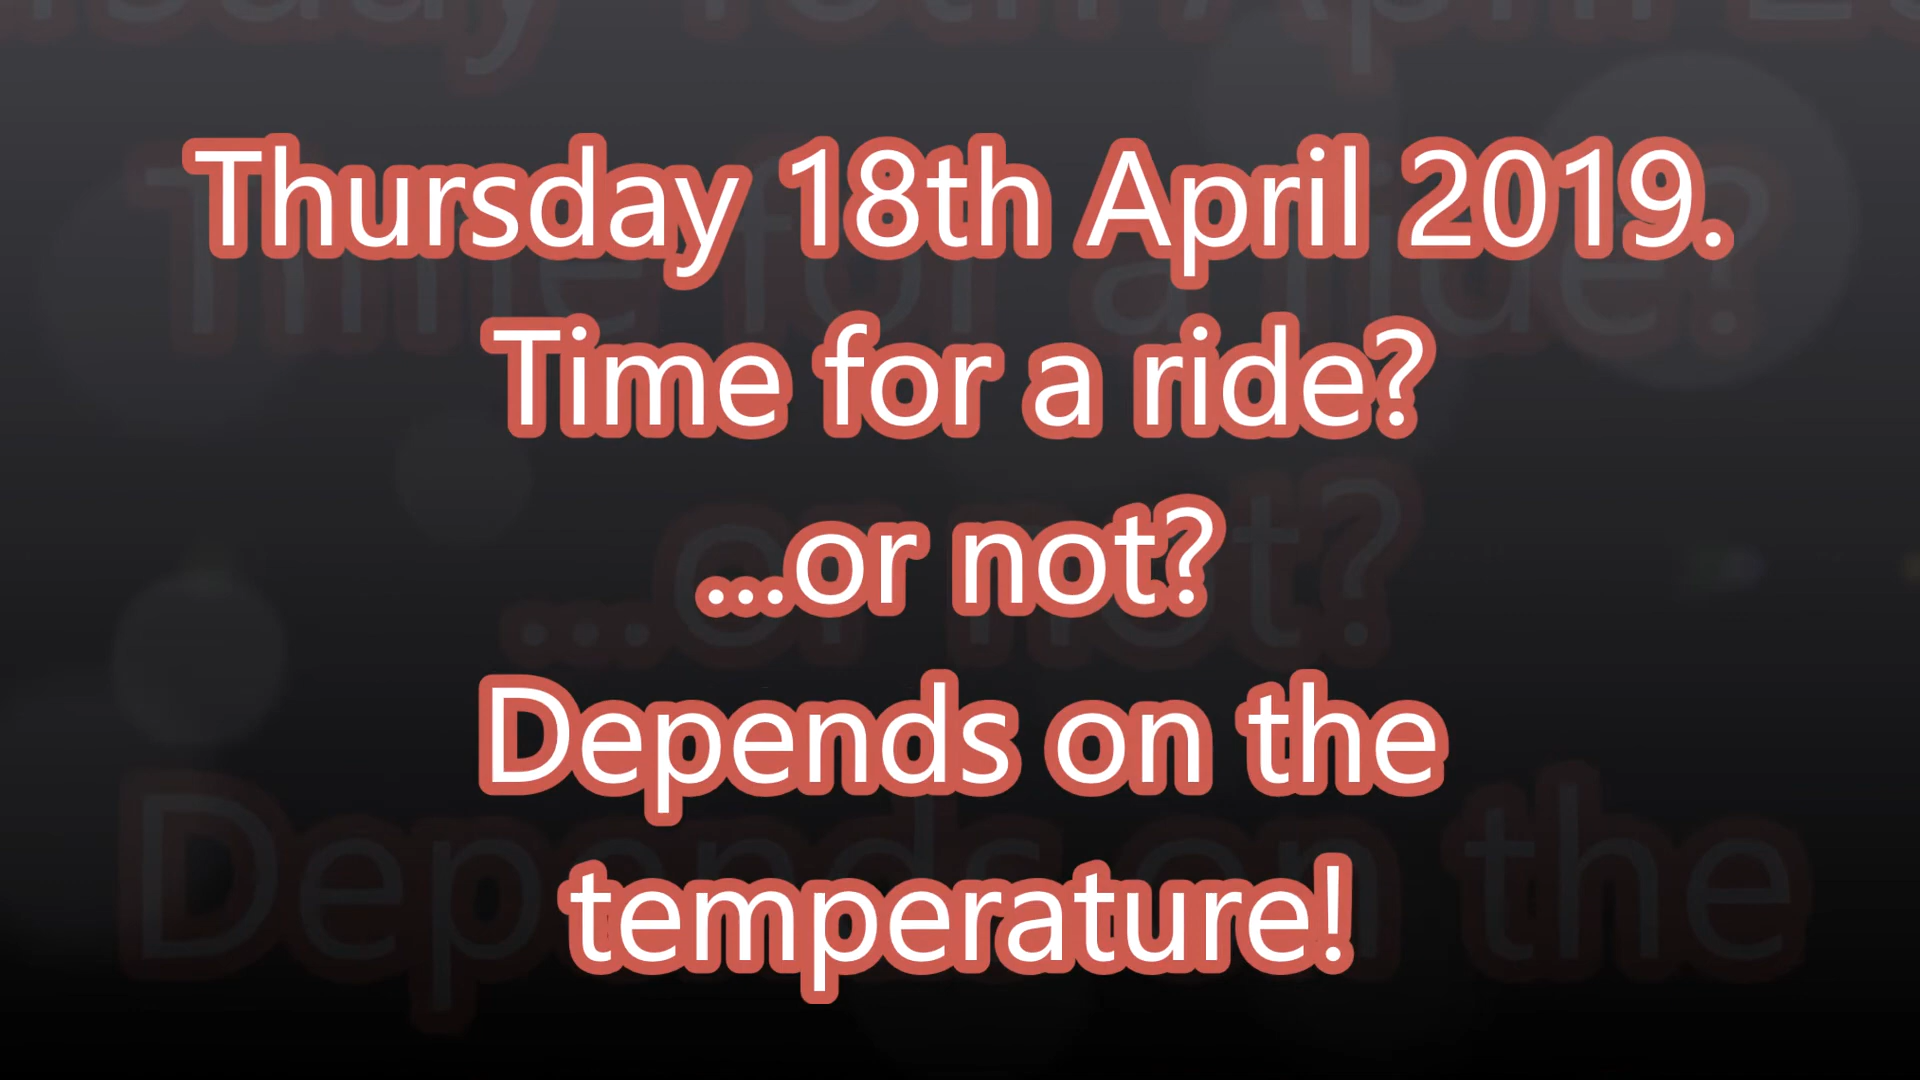 Thursday 18th April 2019.
Time for a ride?
...or not?
Depends on the
temperature!